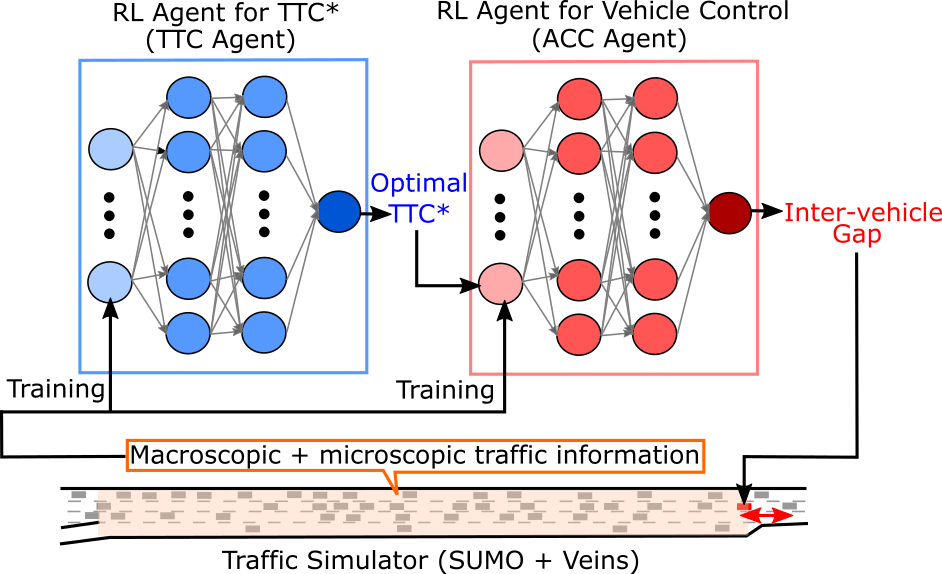 RL Agent for TTC*
(TTC Agent)
RL Agent for Vehicle Control
(ACC Agent)
Optimal
TTC*
Inter-vehicle
Gap
Training
Training
Macroscopic + microscopic traffic information
Traffic Simulator (SUMO + Veins)